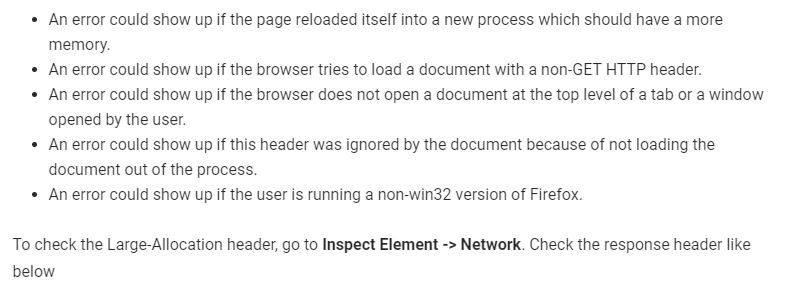 • An error could show up if the page reloaded itself into a new process which should have a more
memory.
• An error could show up if the browser tries to load a document with a non-GET HTTP header.
• An error could show up if the browser does not open a document at the top level of a tab or a window
opened by the user.
• An error could show up if this header was ignored by the document because of not loading the
document out of the process.
• An error could show up if the user is running a non-win32 version of Firefox.
To check the Large-Allocation header, go to Inspect Element -> Network. Check the response header like
below